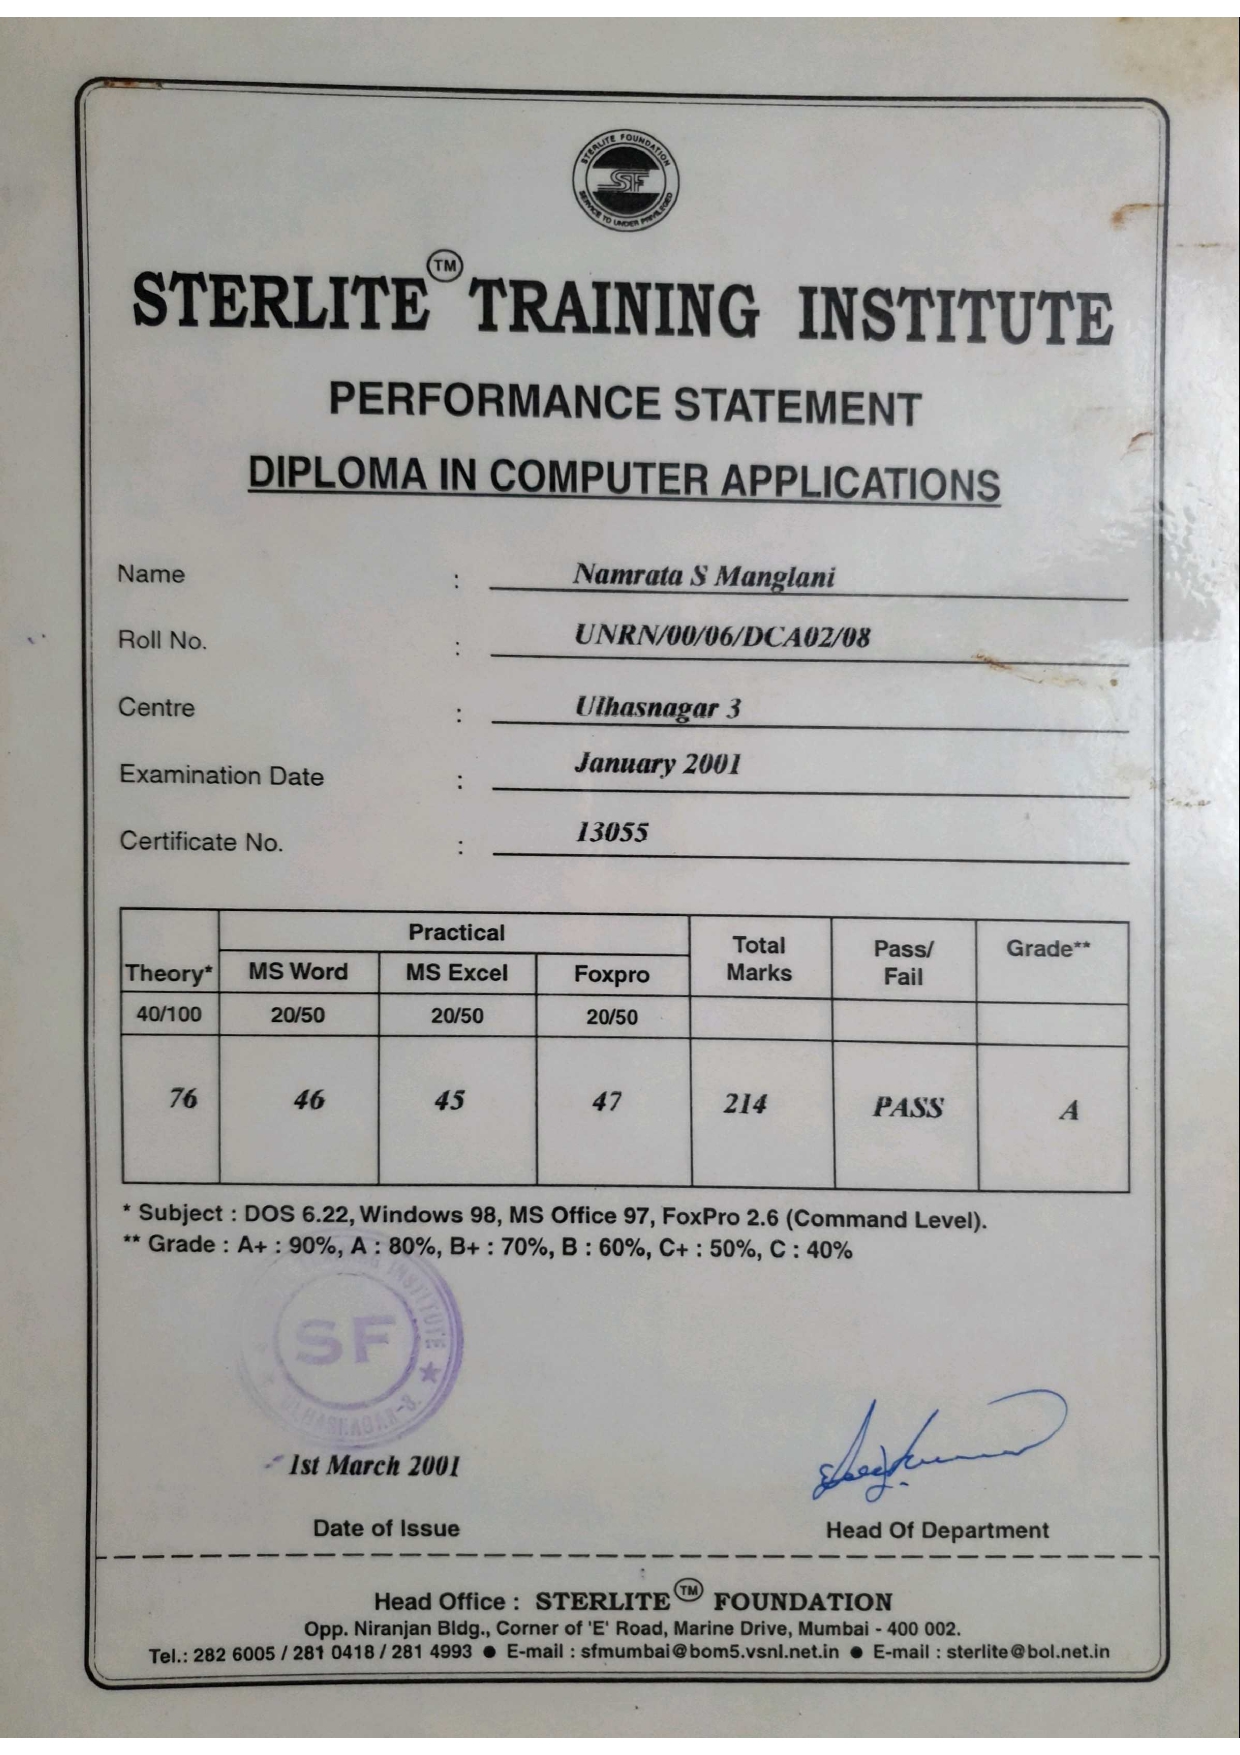 STERLITE FOUNDATION
SF
SERVICE TO UNDER PRIVILEGED
STERLITE™ TRAINING INSTITUTE
PERFORMANCE STATEMENT
DIPLOMA IN COMPUTER APPLICATIONS
Name : Namrata S Manglani
Roll No. : UNRN/00/06/DCA02/08
Centre : Ulhasnagar 3
Examination Date : January 2001
Certificate No. : 13055
Practical
Theory* MS Word MS Excel Foxpro Total Marks Pass/ Fail Grade**
40/100 20/50 20/50 20/50
76 46 45 47 214 PASS A
* Subject : DOS 6.22, Windows 98, MS Office 97, FoxPro 2.6 (Command Level).
** Grade : A+ : 90%, A : 80%, B+ : 70%, B : 60%, C+ : 50%, C : 40%
INSTITUTE
SF
ULHASNAGAR-3.
1st March 2001
Date of Issue Head Of Department
Head Office : STERLITE™ FOUNDATION
Opp. Niranjan Bldg., Corner of 'E' Road, Marine Drive, Mumbai - 400 002.
Tel.: 282 6005 / 281 0418 / 281 4993 ● E-mail : sfmumbai@bom5.vsnl.net.in ● E-mail : sterlite@bol.net.in